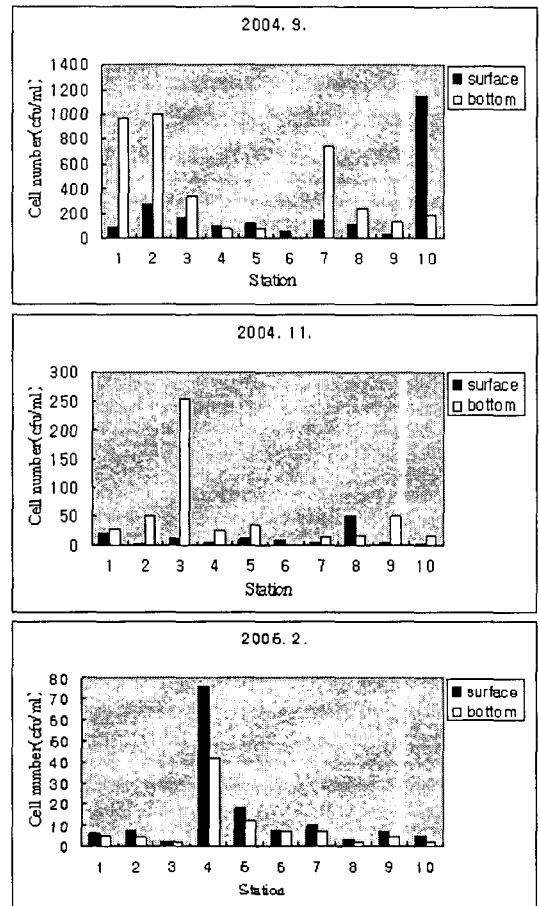 2004. 9.
1400
1200
1000
800
600
400
200
0
Cell number(cfu/ml)
surface
bottom
1 2 3 4 5 6 7 8 9 10
Station
2004. 11.
300
250
200
150
100
50
0
Cell number(cfu/ml)
surface
bottom
1 2 3 4 5 6 7 8 9 10
Station
2006. 2.
80
70
60
50
40
30
20
10
0
Cell number(cfu/ml)
surface
bottom
1 2 3 4 5 6 7 8 9 10
Station